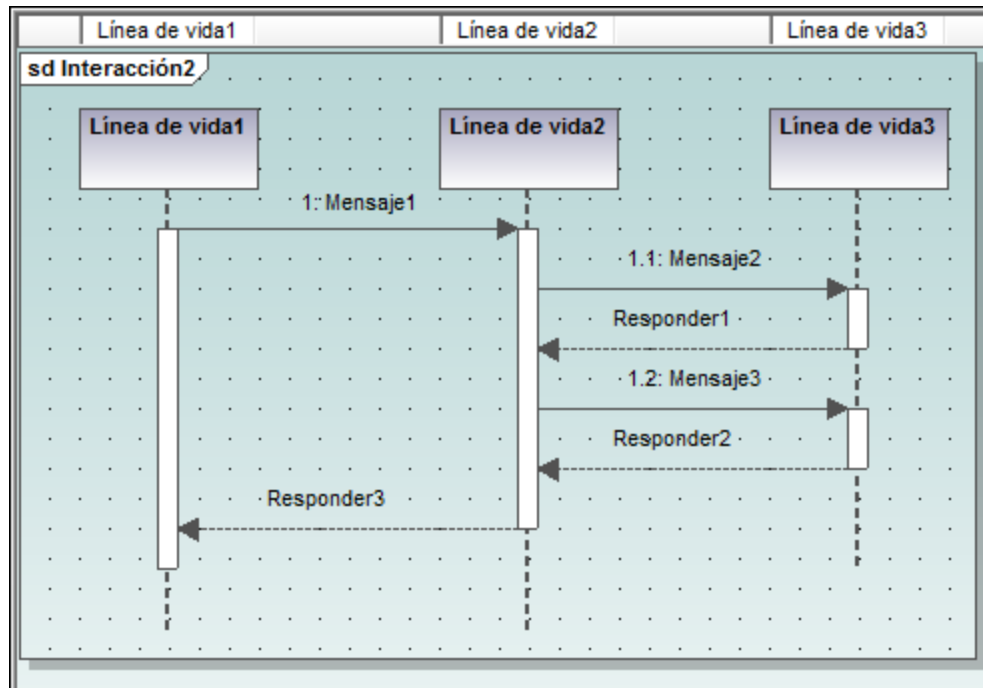 Línea de vida1 Línea de vida2 Línea de vida3
sd Interacción2
Línea de vida1 Línea de vida2 Línea de vida3
1: Mensaje1
1.1: Mensaje2
Responder1
1.2: Mensaje3
Responder2
Responder3